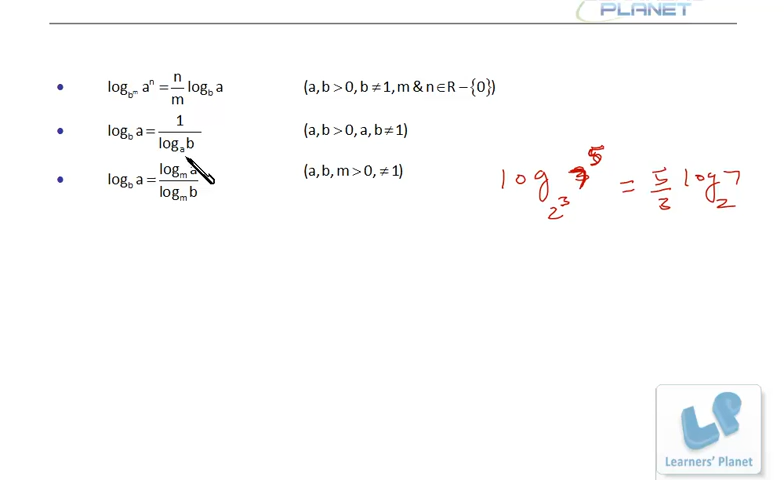 PLANET
• log_{b^m} a^n = n/m log_b a (a, b > 0, b ≠ 1, m & n ∈ R − {0})
• log_b a = 1/log_a b (a, b > 0, a, b ≠ 1)
• log_b a = log_m a/log_m b (a, b, m > 0, ≠ 1)
log_{2^3} 7^5 = 5/3 log_2 7
LP
Learners' Planet